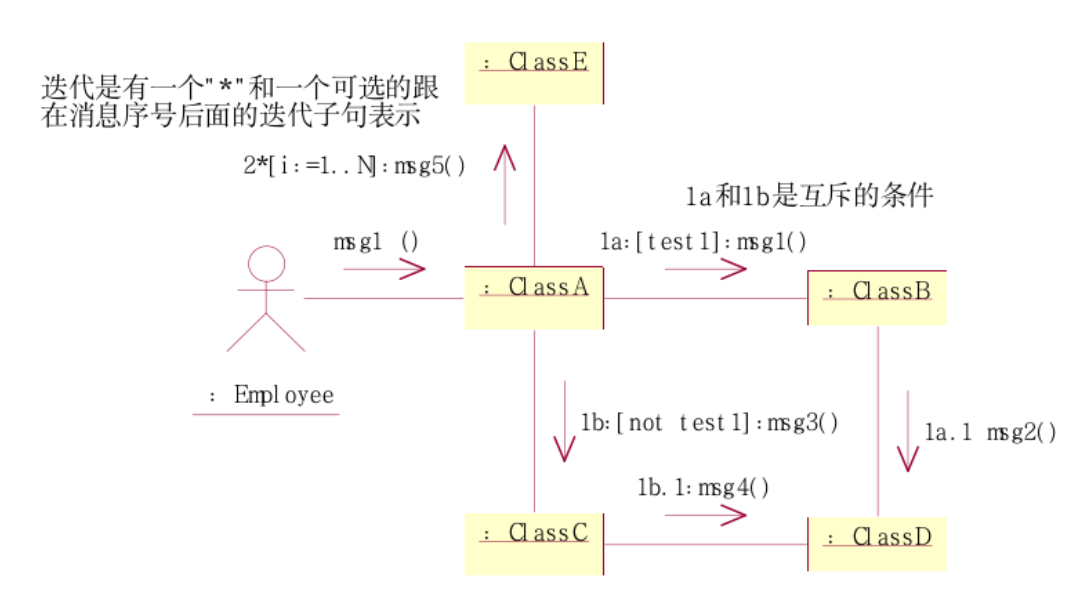 : ClassE
迭代是有一个"*"和一个可选的跟
在消息序号后面的迭代子句表示
2*[i:=1..N]:msg5()
1a和1b是互斥的条件
msg1 ()
1a:[test1]:msg1()
: ClassA
: ClassB
: Employee
1b:[not test1]:msg3()
1a.1 msg2()
1b.1:msg4()
: ClassC
: ClassD